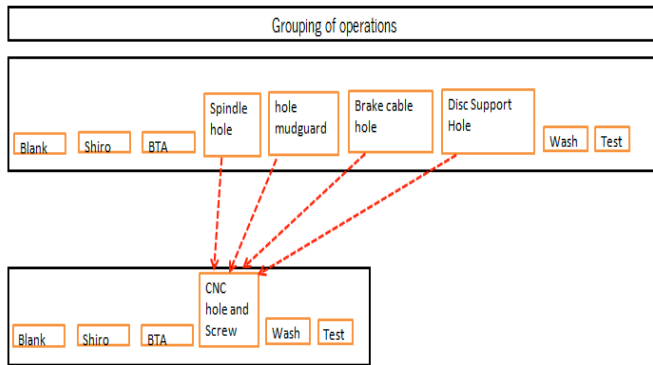 Grouping of operations
Spindle
hole
hole
mudguard
Brake cable
hole
Disc Support
Hole
Blank
Shiro
BTA
Wash
Test
CNC
hole and
Screw
Blank
Shiro
BTA
Wash
Test